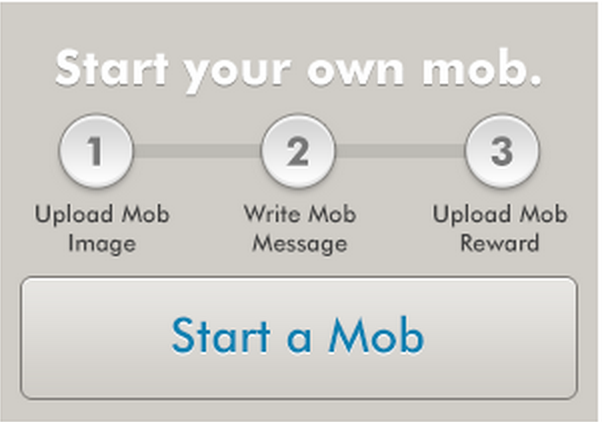 Start your own mob.
1 2 3
Upload Mob Write Mob Upload Mob
Image Message Reward
Start a Mob